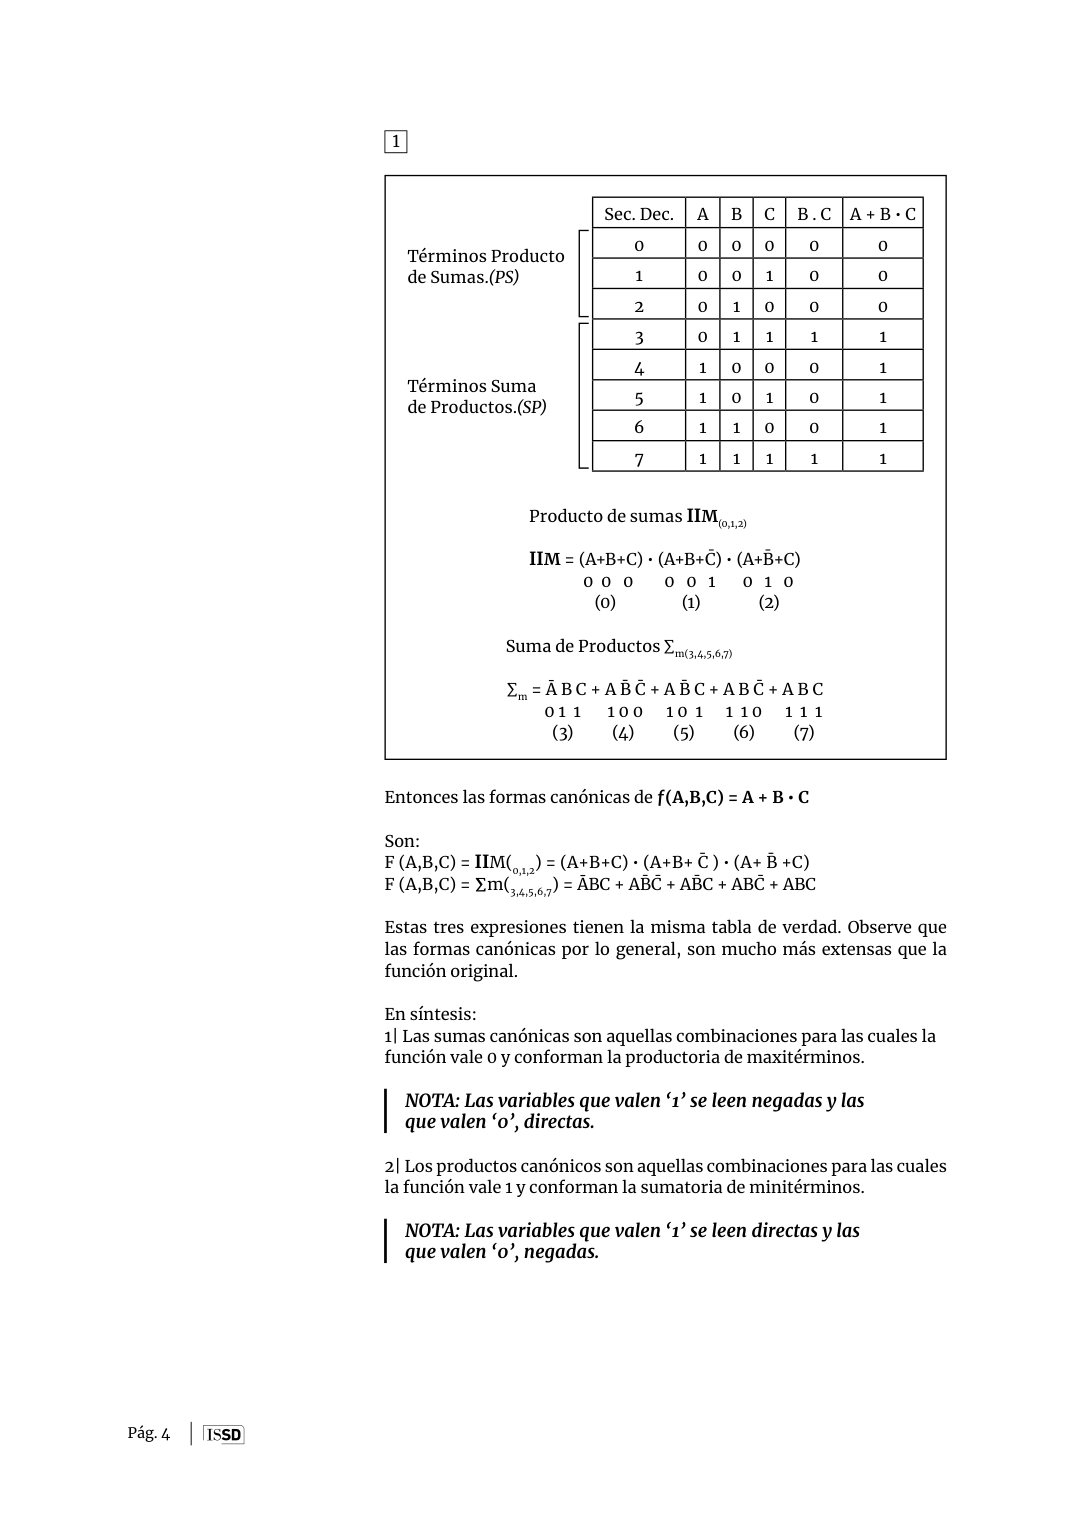 1
Sec. Dec. A B C B . C A + B • C
0 0 0 0 0 0
1 0 0 1 0 0
2 0 1 0 0 0
3 0 1 1 1 1
4 1 0 0 0 1
5 1 0 1 0 1
6 1 1 0 0 1
7 1 1 1 1 1
Términos Producto
de Sumas.(PS)
Términos Suma
de Productos.(SP)
Producto de sumas IIM(0,1,2)
IIM = (A+B+C) • (A+B+C̄) • (A+B̄+C)
0 0 0 0 0 1 0 1 0
(0) (1) (2)
Suma de Productos Σm(3,4,5,6,7)
Σm = Ā B C + A B̄ C̄ + A B̄ C + A B C̄ + A B C
0 1 1 1 0 0 1 0 1 1 1 0 1 1 1
(3) (4) (5) (6) (7)
Entonces las formas canónicas de f(A,B,C) = A + B • C
Son:
F (A,B,C) = IIM(0,1,2) = (A+B+C) • (A+B+ C̄ ) • (A+ B̄ +C)
F (A,B,C) = Σm(3,4,5,6,7) = ĀBC + AB̄C̄ + AB̄C + ABC̄ + ABC
Estas tres expresiones tienen la misma tabla de verdad. Observe que
las formas canónicas por lo general, son mucho más extensas que la
función original.
En síntesis:
1| Las sumas canónicas son aquellas combinaciones para las cuales la
función vale 0 y conforman la productoria de maxitérminos.
NOTA: Las variables que valen ‘1’ se leen negadas y las
que valen ‘0’, directas.
2| Los productos canónicos son aquellas combinaciones para las cuales
la función vale 1 y conforman la sumatoria de minitérminos.
NOTA: Las variables que valen ‘1’ se leen directas y las
que valen ‘0’, negadas.
Pág. 4 ISSD